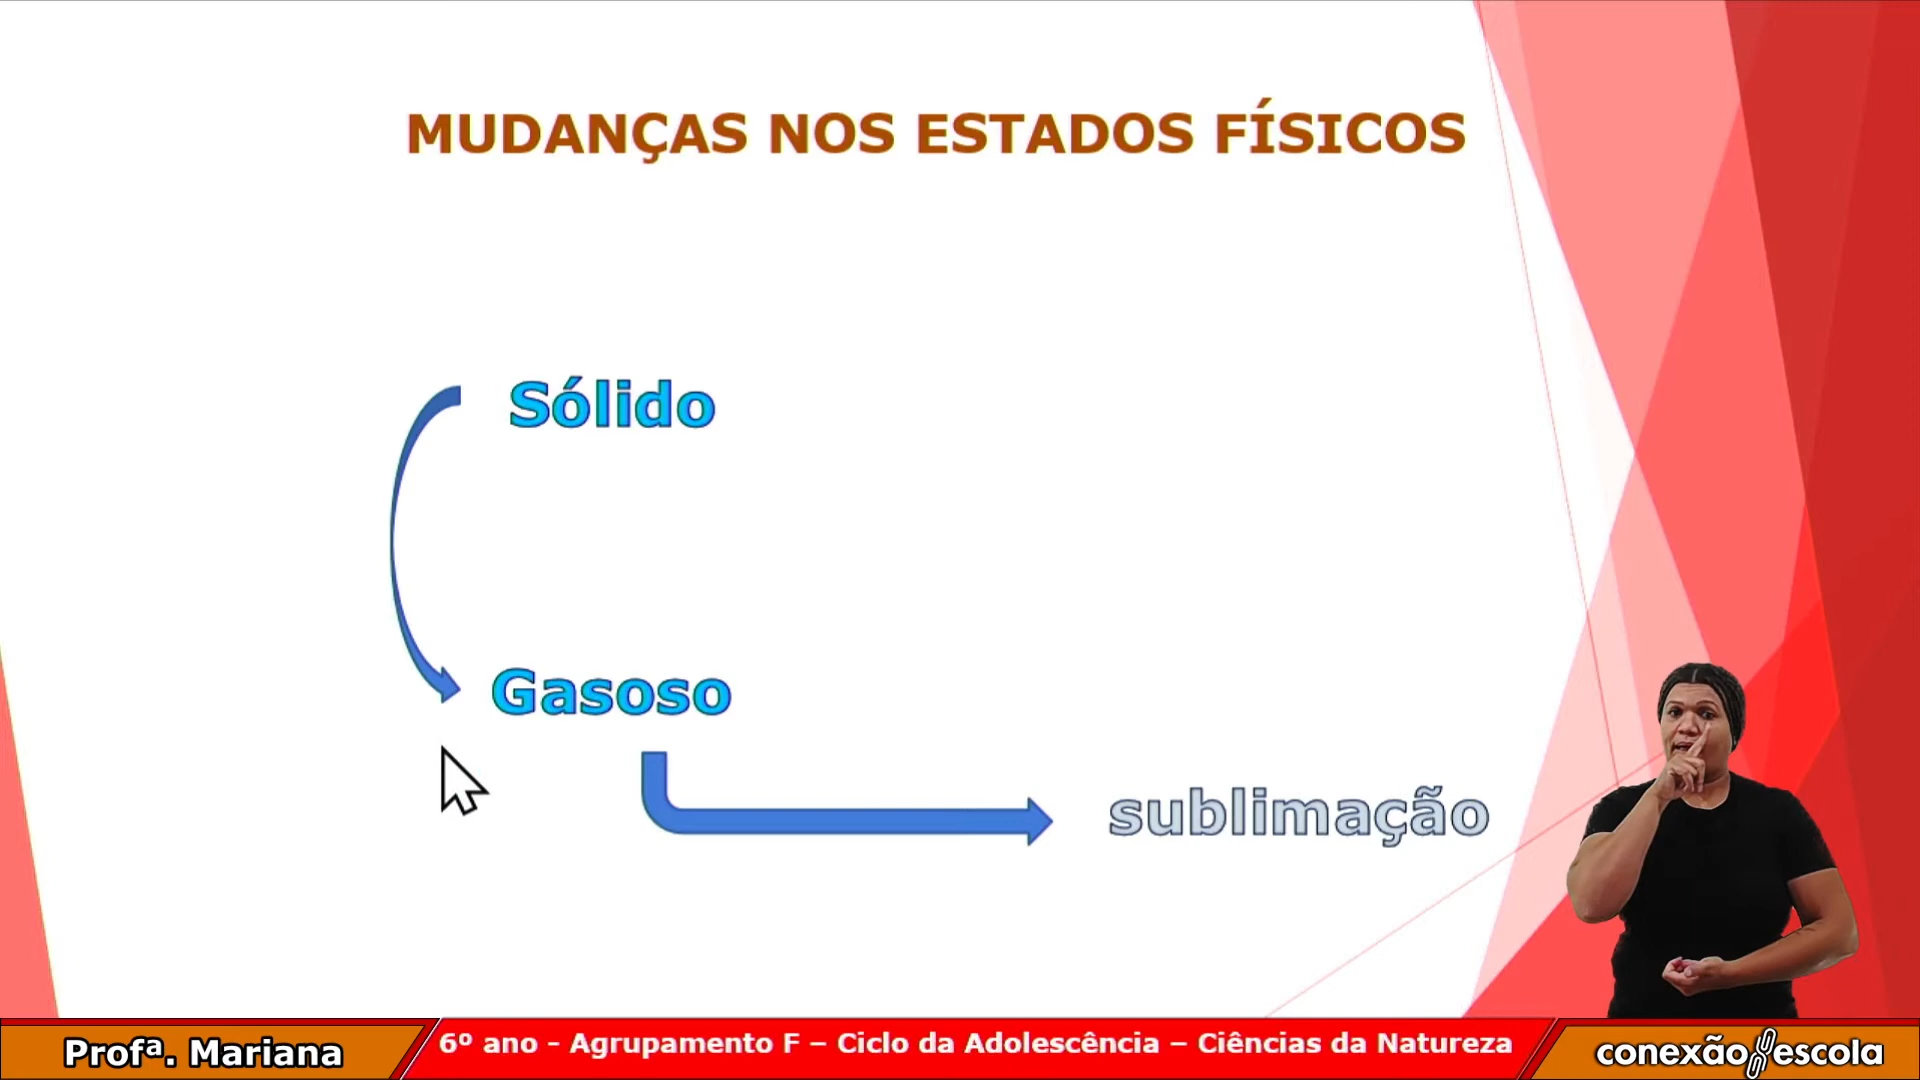 MUDANÇAS NOS ESTADOS FÍSICOS
Sólido
Gasoso
sublimação
Profª. Mariana
6º ano - Agrupamento F – Ciclo da Adolescência – Ciências da Natureza
conexão escola